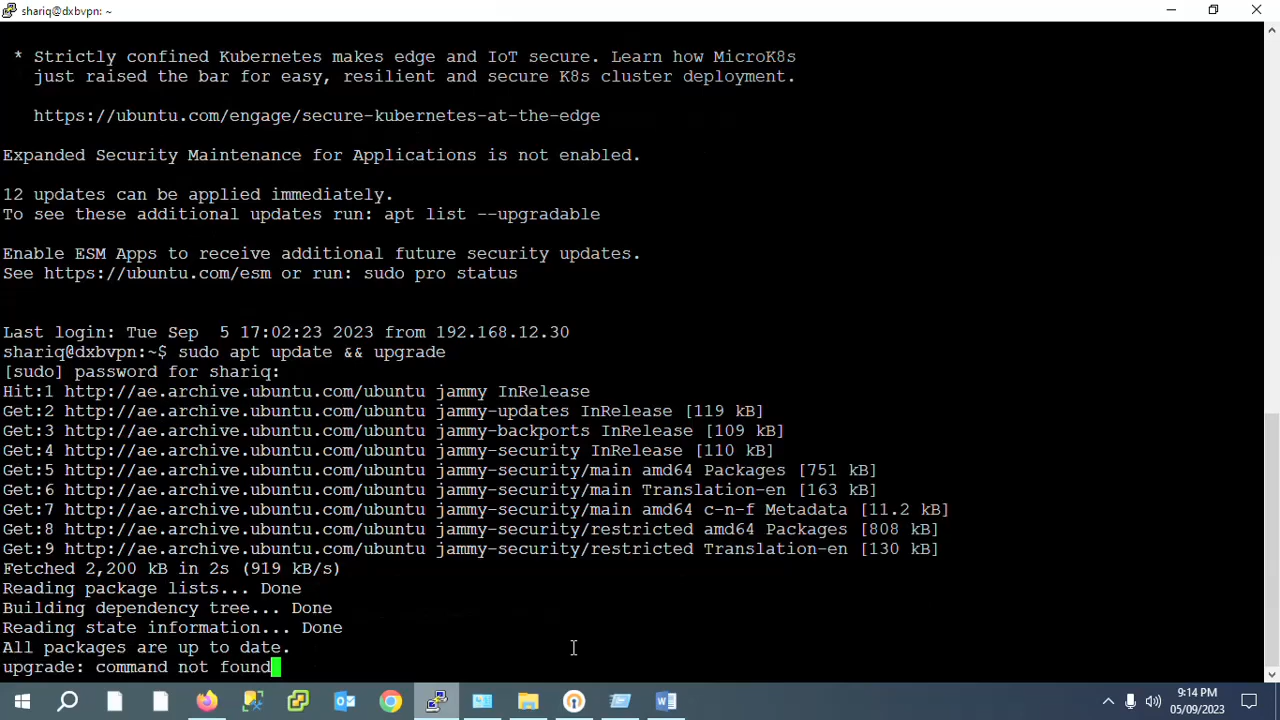 shariq@dxbvpn: ~
* Strictly confined Kubernetes makes edge and IoT secure. Learn how MicroK8s
just raised the bar for easy, resilient and secure K8s cluster deployment.
https://ubuntu.com/engage/secure-kubernetes-at-the-edge
Expanded Security Maintenance for Applications is not enabled.
12 updates can be applied immediately.
To see these additional updates run: apt list --upgradable
Enable ESM Apps to receive additional future security updates.
See https://ubuntu.com/esm or run: sudo pro status
Last login: Tue Sep  5 17:02:23 2023 from 192.168.12.30
shariq@dxbvpn:~$ sudo apt update && upgrade
[sudo] password for shariq:
Hit:1 http://ae.archive.ubuntu.com/ubuntu jammy InRelease
Get:2 http://ae.archive.ubuntu.com/ubuntu jammy-updates InRelease [119 kB]
Get:3 http://ae.archive.ubuntu.com/ubuntu jammy-backports InRelease [109 kB]
Get:4 http://ae.archive.ubuntu.com/ubuntu jammy-security InRelease [110 kB]
Get:5 http://ae.archive.ubuntu.com/ubuntu jammy-security/main amd64 Packages [751 kB]
Get:6 http://ae.archive.ubuntu.com/ubuntu jammy-security/main Translation-en [163 kB]
Get:7 http://ae.archive.ubuntu.com/ubuntu jammy-security/main amd64 c-n-f Metadata [11.2 kB]
Get:8 http://ae.archive.ubuntu.com/ubuntu jammy-security/restricted amd64 Packages [808 kB]
Get:9 http://ae.archive.ubuntu.com/ubuntu jammy-security/restricted Translation-en [130 kB]
Fetched 2,200 kB in 2s (919 kB/s)
Reading package lists... Done
Building dependency tree... Done
Reading state information... Done
All packages are up to date.
upgrade: command not found
9:14 PM
05/09/2023